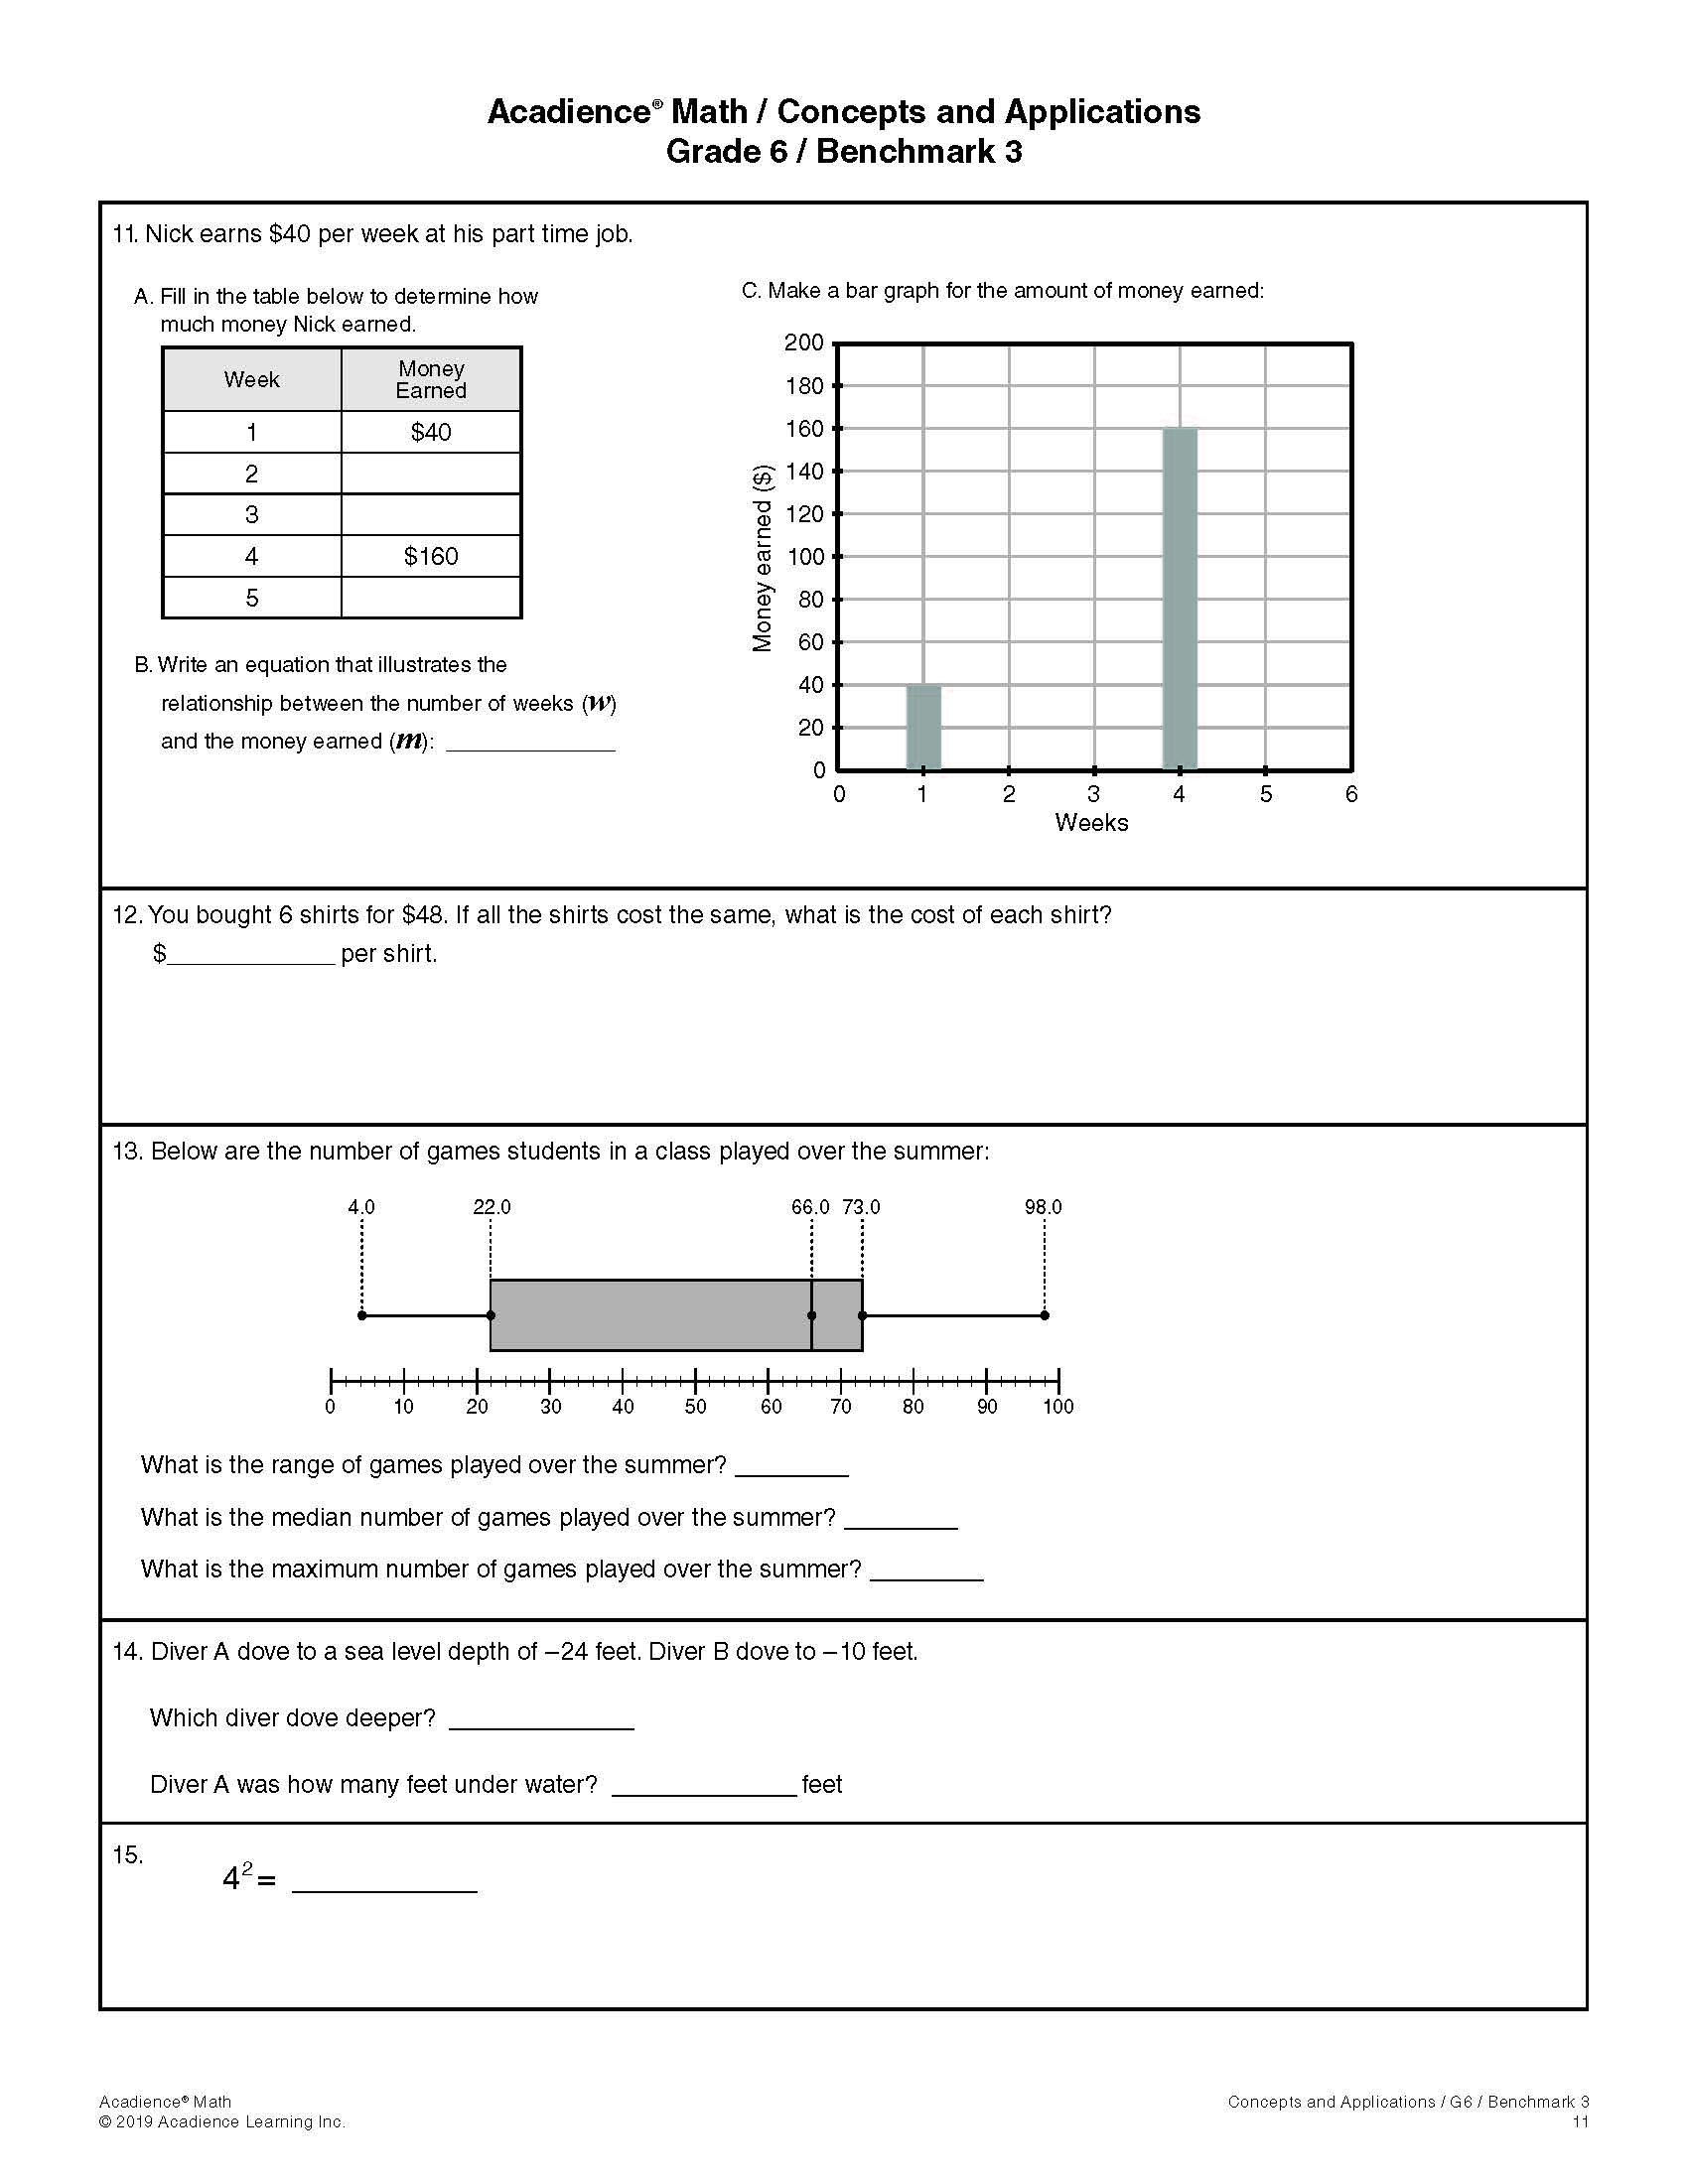 Acadience® Math / Concepts and Applications
Grade 6 / Benchmark 3
11. Nick earns $40 per week at his part time job.
A. Fill in the table below to determine how
much money Nick earned.
Week
Money
Earned
1 $40
2
3
4 $160
5
B. Write an equation that illustrates the
relationship between the number of weeks (w)
and the money earned (m): ______________
C. Make a bar graph for the amount of money earned:
Money earned ($)
200
180
160
140
120
100
80
60
40
20
0
0 1 2 3 4 5 6
Weeks
12. You bought 6 shirts for $48. If all the shirts cost the same, what is the cost of each shirt?
$____________ per shirt.
13. Below are the number of games students in a class played over the summer:
4.0 22.0 66.0 73.0 98.0
0 10 20 30 40 50 60 70 80 90 100
What is the range of games played over the summer? ________
What is the median number of games played over the summer? ________
What is the maximum number of games played over the summer? ________
14. Diver A dove to a sea level depth of –24 feet. Diver B dove to –10 feet.
Which diver dove deeper? _____________
Diver A was how many feet under water? _____________ feet
15.
4² = _____________
Acadience® Math
© 2019 Acadience Learning Inc.
Concepts and Applications / G6 / Benchmark 3
11